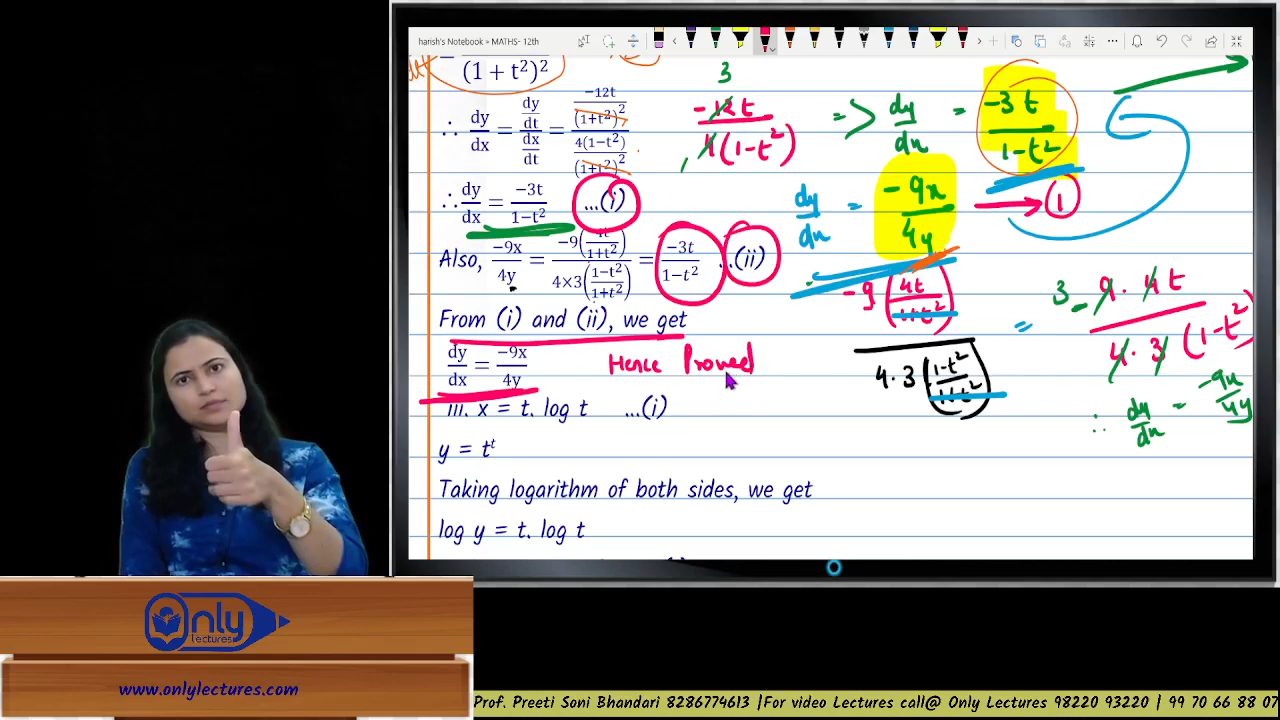 harish's Notebook » MATHS- 12th
(1 + t²)²
∴ dy/dx = (dy/dt)/(dx/dt) = (-12t/(1+t²)²)/(4(1-t²)/(1+t²)²)
3
-12t/4(1-t²) => dy/dx = -3t/1-t²
∴ dy/dx = -3t/1-t² ...(i)
dy/dx = -9x/4y → 1
Also, -9x/4y = -9(4t/1+t²)/4×3(1-t²/1+t²) = -3t/1-t² ...(ii)
-9(4t/1+t²)/4·3(1-t²/1+t²) = 3 -9·4t/4·3(1-t²)
From (i) and (ii), we get
dy/dx = -9x/4y Hence Proved
∴ dy/dx = -9x/4y
iii. x = t. log t ...(i)
y = tᵗ
Taking logarithm of both sides, we get
log y = t. log t
Only
lectures
www.onlylectures.com
Prof. Preeti Soni Bhandari 8286774613 |For video Lectures call@ Only Lectures 98220 93220 | 99 70 66 88 07